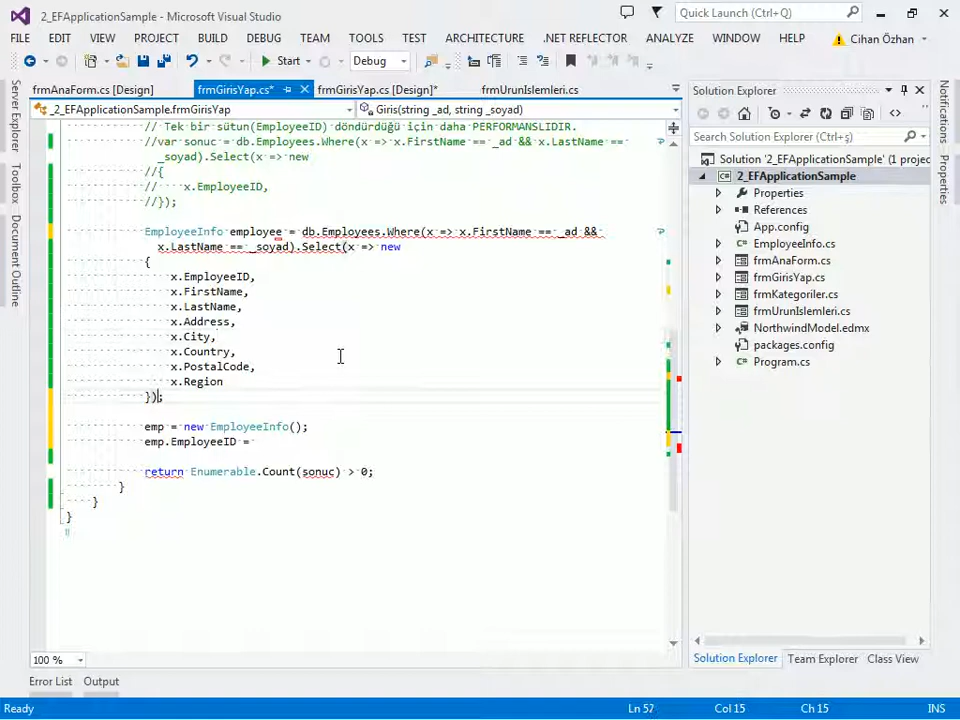 2_EFApplicationSample - Microsoft Visual Studio
Quick Launch (Ctrl+Q)
FILE EDIT VIEW PROJECT BUILD DEBUG TEAM TOOLS TEST ARCHITECTURE .NET REFLECTOR ANALYZE WINDOW HELP Cihan Özhan
Start Debug
frmAnaForm.cs [Design] frmGirisYap.cs* frmGirisYap.cs [Design]* frmUrunIslemleri.cs
_2_EFApplicationSample.frmGirisYap Giris(string _ad, string _soyad)
Server Explorer
Toolbox
Document Outline
// Tek bir sütun(EmployeeID) döndürdüğü için daha PERFORMANSLIDIR.
//var sonuc = db.Employees.Where(x => x.FirstName == _ad && x.LastName ==
_soyad).Select(x => new
//{
// x.EmployeeID,
//});
EmployeeInfo employee = db.Employees.Where(x => x.FirstName == _ad &&
x.LastName == _soyad).Select(x => new
{
x.EmployeeID,
x.FirstName,
x.LastName,
x.Address,
x.City,
x.Country,
x.PostalCode,
x.Region
});
emp = new EmployeeInfo();
emp.EmployeeID =
return Enumerable.Count(sonuc) > 0;
}
}
}
100 %
Solution Explorer
Search Solution Explorer (Ctrl+ş)
Solution '2_EFApplicationSample' (1 projec
2_EFApplicationSample
Properties
References
App.config
EmployeeInfo.cs
frmAnaForm.cs
frmGirisYap.cs
frmKategoriler.cs
frmUrunIslemleri.cs
NorthwindModel.edmx
packages.config
Program.cs
Solution Explorer Team Explorer Class View
Notifications
Properties
Error List Output
Ready Ln 57 Col 15 Ch 15 INS